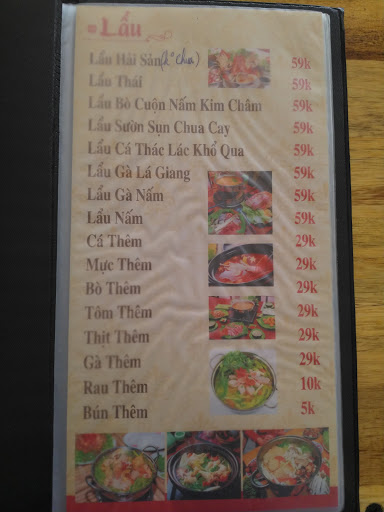 Lẩu
Lẩu Hải Sản 59k
Lẩu Thái 59k
Lẩu Bò Cuộn Nấm Kim Châm 59k
Lẩu Sườn Sụn Chua Cay 59k
Lẩu Cá Thác Lác Khổ Qua 59k
Lẩu Gà Lá Giang 59k
Lẩu Gà Nấm 59k
Lẩu Nấm 59k
Cá Thêm 29k
Mực Thêm 29k
Bò Thêm 29k
Tôm Thêm 29k
Thịt Thêm 29k
Gà Thêm 29k
Rau Thêm 10k
Bún Thêm 5k